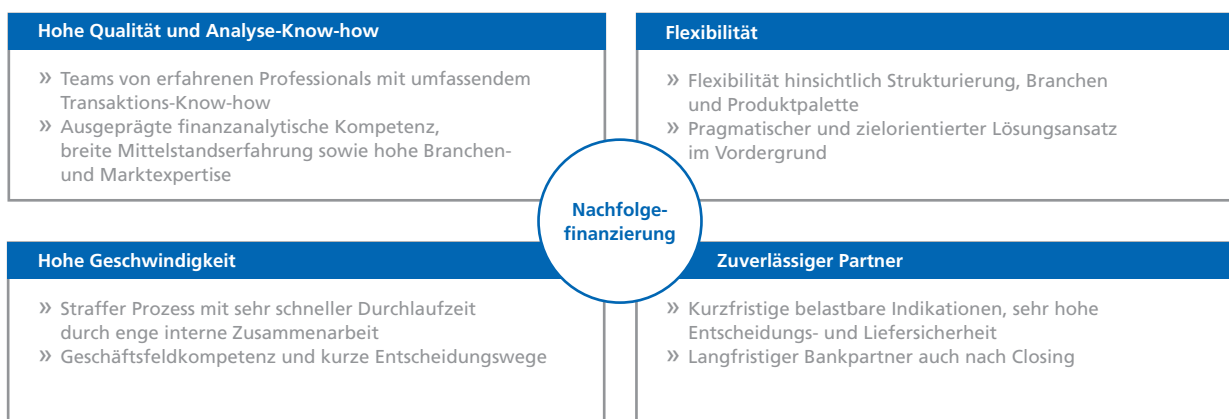 Hohe Qualität und Analyse-Know-how
» Teams von erfahrenen Professionals mit umfassendem
Transaktions-Know-how
» Ausgeprägte finanzanalytische Kompetenz,
breite Mittelstandserfahrung sowie hohe Branchen-
und Marktexpertise
Flexibilität
» Flexibilität hinsichtlich Strukturierung, Branchen
und Produktpalette
» Pragmatischer und zielorientierter Lösungsansatz
im Vordergrund
Nachfolge-
finanzierung
Hohe Geschwindigkeit
» Straffer Prozess mit sehr schneller Durchlaufzeit
durch enge interne Zusammenarbeit
» Geschäftsfeldkompetenz und kurze Entscheidungswege
Zuverlässiger Partner
» Kurzfristige belastbare Indikationen, sehr hohe
Entscheidungs- und Liefersicherheit
» Langfristiger Bankpartner auch nach Closing